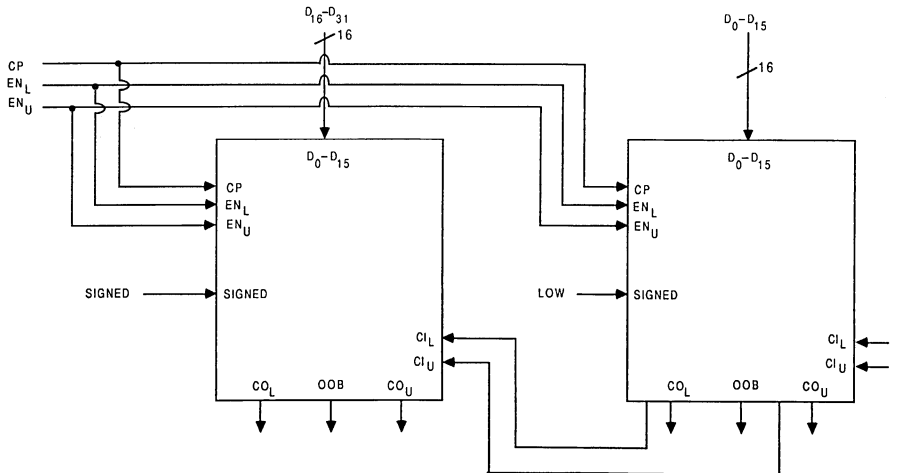 D16–D31
16
D0–D15
16
CP
ENL
ENU
D0–D15
D0–D15
CP
ENL
ENU
CP
ENL
ENU
SIGNED
SIGNED
LOW
SIGNED
CIL
CIU
CIL
CIU
COL OOB COU
COL OOB COU